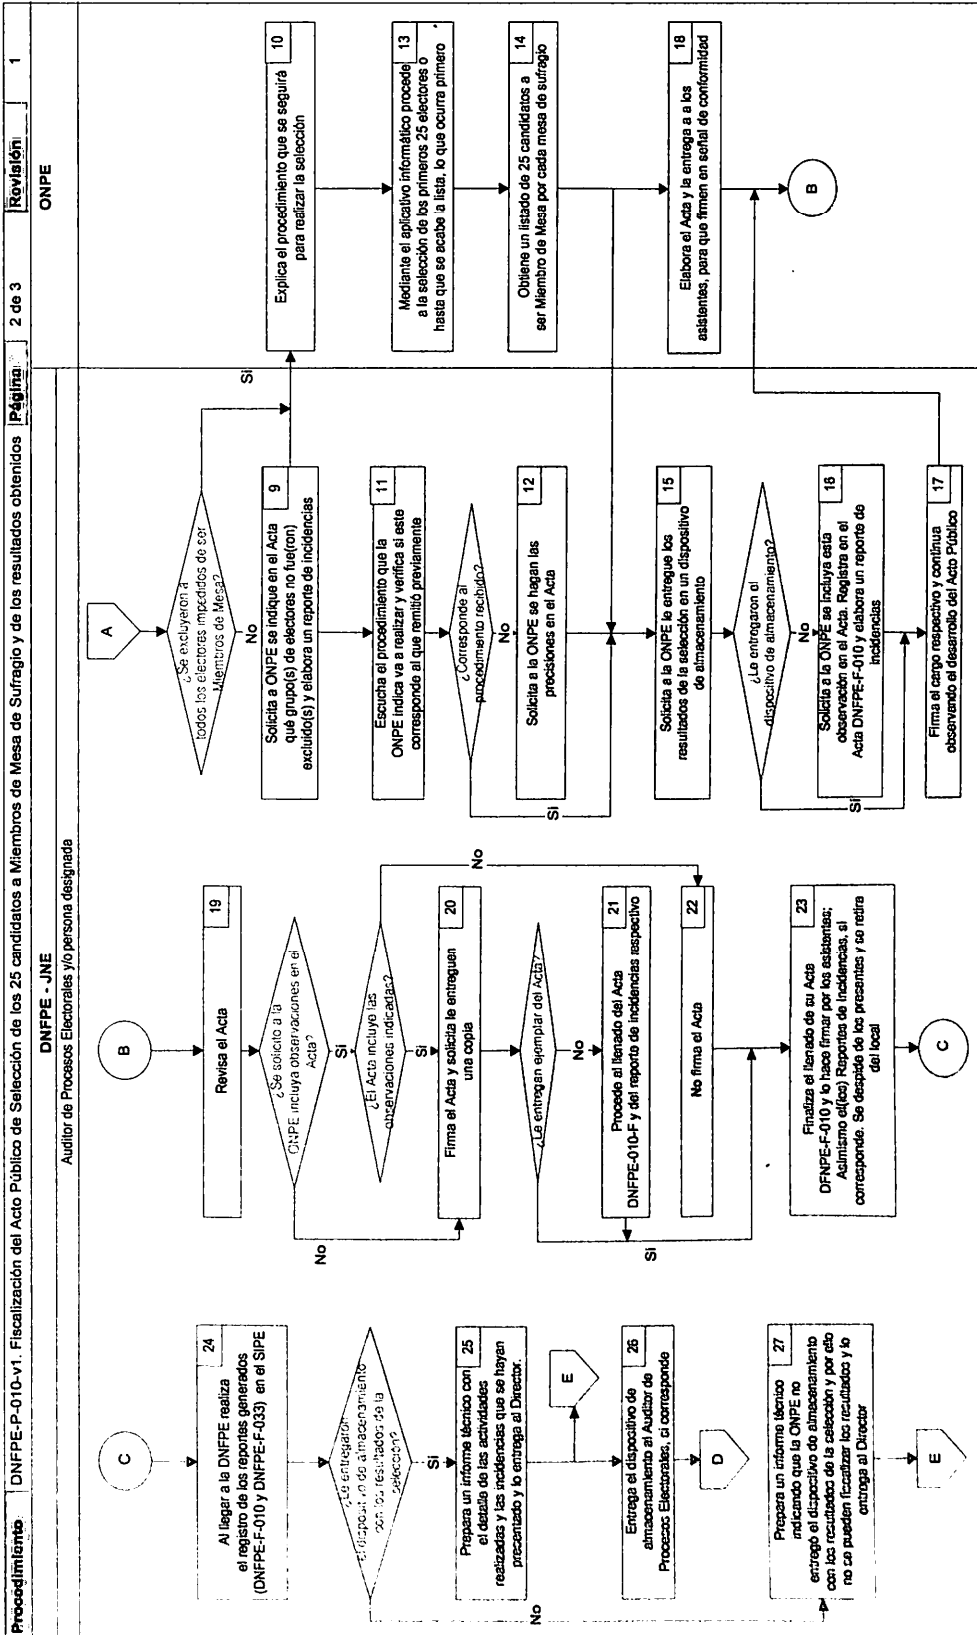 Procedimiento
DNFPE-P-010-v1. Fiscalización del Acto Público de Selección de los 25 candidatos a Miembros de Mesa de Sufragio y de los resultados obtenidos
Página
2 de 3
Revisión
1
DNFPE - JNE
ONPE
Auditor de Procesos Electorales y/o persona designada
A
¿Se excluyeron a
todos los electores impedidos de ser
Miembros de Mesa?
Si
No
9
Solicita a ONPE se indique en el Acta
qué grupo(s) de electores no fue(ron)
excluido(s) y elabora un reporte de incidencias
10
Explica el procedimiento que se seguirá
para realizar la selección
11
Escucha el procedimiento que la
ONPE indica va a realizar y verifica si este
corresponde al que remitió previamente
¿Corresponde al
procedimiento recibido?
No
Si
12
Solicita a la ONPE se hagan las
precisiones en el Acta
13
Mediante el aplicativo informático procede
a la selección de los primeros 25 electores o
hasta que se acabe la lista, lo que ocurra primero
14
Obtiene un listado de 25 candidatos a
ser Miembro de Mesa por cada mesa de sufragio
15
Solicita a la ONPE le entregue los
resultados de la selección en un dispositivo
de almacenamiento
¿Le entregaron el
dispositivo de almacenamiento?
No
Si
16
Solicita a la ONPE se incluya esta
observación en el Acta. Registra en el
Acta DNFPE-F-010 y elabora un reporte de
incidencias
17
Firma el cargo respectivo y continua
observando el desarrollo del Acto Público
18
Elabora el Acta y la entrega a a los
asistentes, para que firmen en señal de conformidad
B
B
19
Revisa el Acta
¿Se solicitó a la
ONPE incluya observaciones en el
Acta?
Si
No
¿El Acta incluye las
observaciones indicadas?
Si
No
20
Firma el Acta y solicita le entreguen
una copia
¿Le entregan ejemplar del Acta?
No
Si
21
Procede al llenado del Acta
DNFPE-010-F y del reporte de incidencias respectivo
22
No firma el Acta
23
Finaliza el llenado de su Acta
DFNPE-F-010 y lo hace firmar por los asistentes;
Asimismo el(los) Reportes de Incidencias, si
corresponde. Se despide de los presentes y se retira
del local
C
C
24
Al llegar a la DNFPE realiza
el registro de los reportes generados
(DNFPE-F-010 y DNFPE-F-033) en el SIPE
¿Le entregaron
el dispositivo de almacenamiento
con los resultados de la
selección?
Si
No
25
Prepara un informe técnico con
el detalle de las actividades
realizadas y las incidencias que se hayan
presentado y lo entrega al Director.
E
26
Entrega el dispositivo de
almacenamiento al Auditor de
Procesos Electorales, si corresponde
D
27
Prepara un informe técnico
indicando que la ONPE no
entregó el dispositivo de almacenamiento
con los resultados de la selección y por ello
no se pueden fiscalizar los resultados y lo
entrega al Director
E